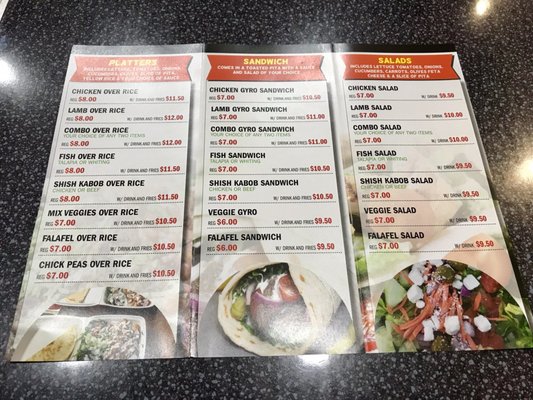 PLATTERS
INCLUDES LETTUCE, TOMATOES, ONIONS,
CUCUMBERS, OLIVES, SLICE OF PITA,
YELLOW RICE & YOUR CHOICE OF SAUCE
CHICKEN OVER RICE
REG $8.00 W/ DRINK AND FRIES $11.50
LAMB OVER RICE
REG $8.00 W/ DRINK AND FRIES $12.00
COMBO OVER RICE
YOUR CHOICE OF ANY TWO ITEMS
REG $8.00 W/ DRINK AND FRIES $12.00
FISH OVER RICE
TALAPIA OR WHITING
REG $8.00 W/ DRINK AND FRIES $11.50
SHISH KABOB OVER RICE
CHICKEN OR BEEF
REG $8.00 W/ DRINK AND FRIES $11.50
MIX VEGGIES OVER RICE
REG $7.00 W/ DRINK AND FRIES $10.50
FALAFEL OVER RICE
REG $7.00 W/ DRINK AND FRIES $10.50
CHICK PEAS OVER RICE
REG $7.00 W/ DRINK AND FRIES $10.50
SANDWICH
COMES IN A TOASTED PITA WITH A SAUCE
AND SALAD OF YOUR CHOICE
CHICKEN GYRO SANDWICH
REG $7.00 W/ DRINK AND FRIES $10.50
LAMB GYRO SANDWICH
REG $7.00 W/ DRINK AND FRIES $11.00
COMBO GYRO SANDWICH
YOUR CHOICE OF ANY TWO ITEMS
REG $7.00 W/ DRINK AND FRIES $11.00
FISH SANDWICH
TALAPIA OR WHITING
REG $7.00 W/ DRINK AND FRIES $10.50
SHISH KABOB SANDWICH
CHICKEN OR BEEF
REG $7.00 W/ DRINK AND FRIES $10.50
VEGGIE GYRO
REG $6.00 W/ DRINK AND FRIES $9.50
FALAFEL SANDWICH
REG $6.00 W/ DRINK AND FRIES $9.50
SALADS
INCLUDES LETTUCE TOMATOES, ONIONS,
CUCUMBERS, CARROTS, OLIVES FETA
CHEESE & A SLICE OF PITA
CHICKEN SALAD
REG $7.00 W/ DRINK $9.50
LAMB SALAD
REG $7.00 W/ DRINK $10.00
COMBO SALAD
YOUR CHOICE OF ANY TWO ITEMS
REG $7.00 W/ DRINK $10.00
FISH SALAD
TALAPIA OR WHITING
REG $7.00 W/ DRINK $9.50
SHISH KABOB SALAD
CHICKEN OR BEEF
REG $7.00 W/ DRINK $9.50
VEGGIE SALAD
REG $7.00 W/ DRINK $9.50
FALAFEL SALAD
REG $7.00 W/ DRINK $9.50